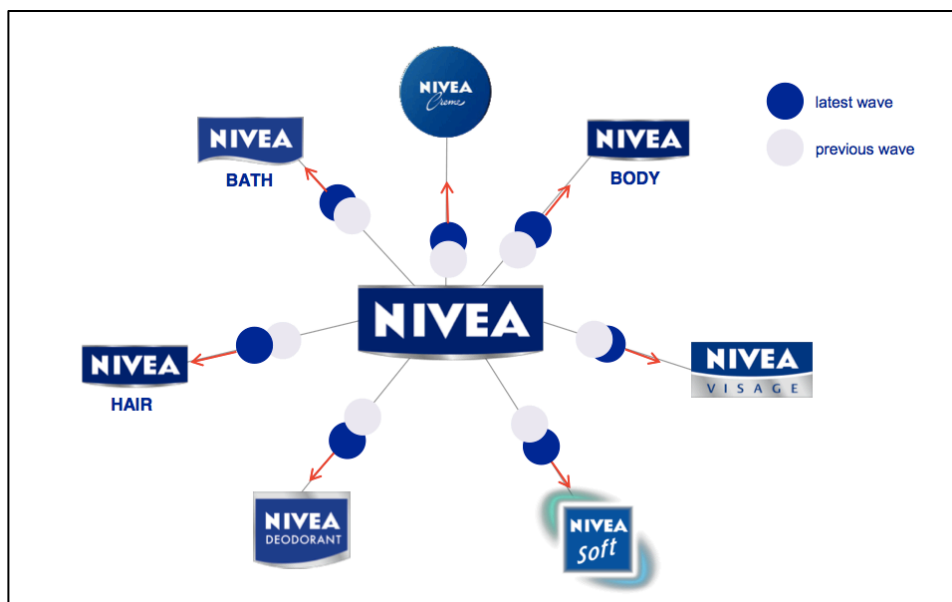 NIVEA
Creme
latest wave
previous wave
NIVEA
BATH
NIVEA
BODY
NIVEA
NIVEA
HAIR
NIVEA
VISAGE
NIVEA
DEODORANT
NIVEA
soft